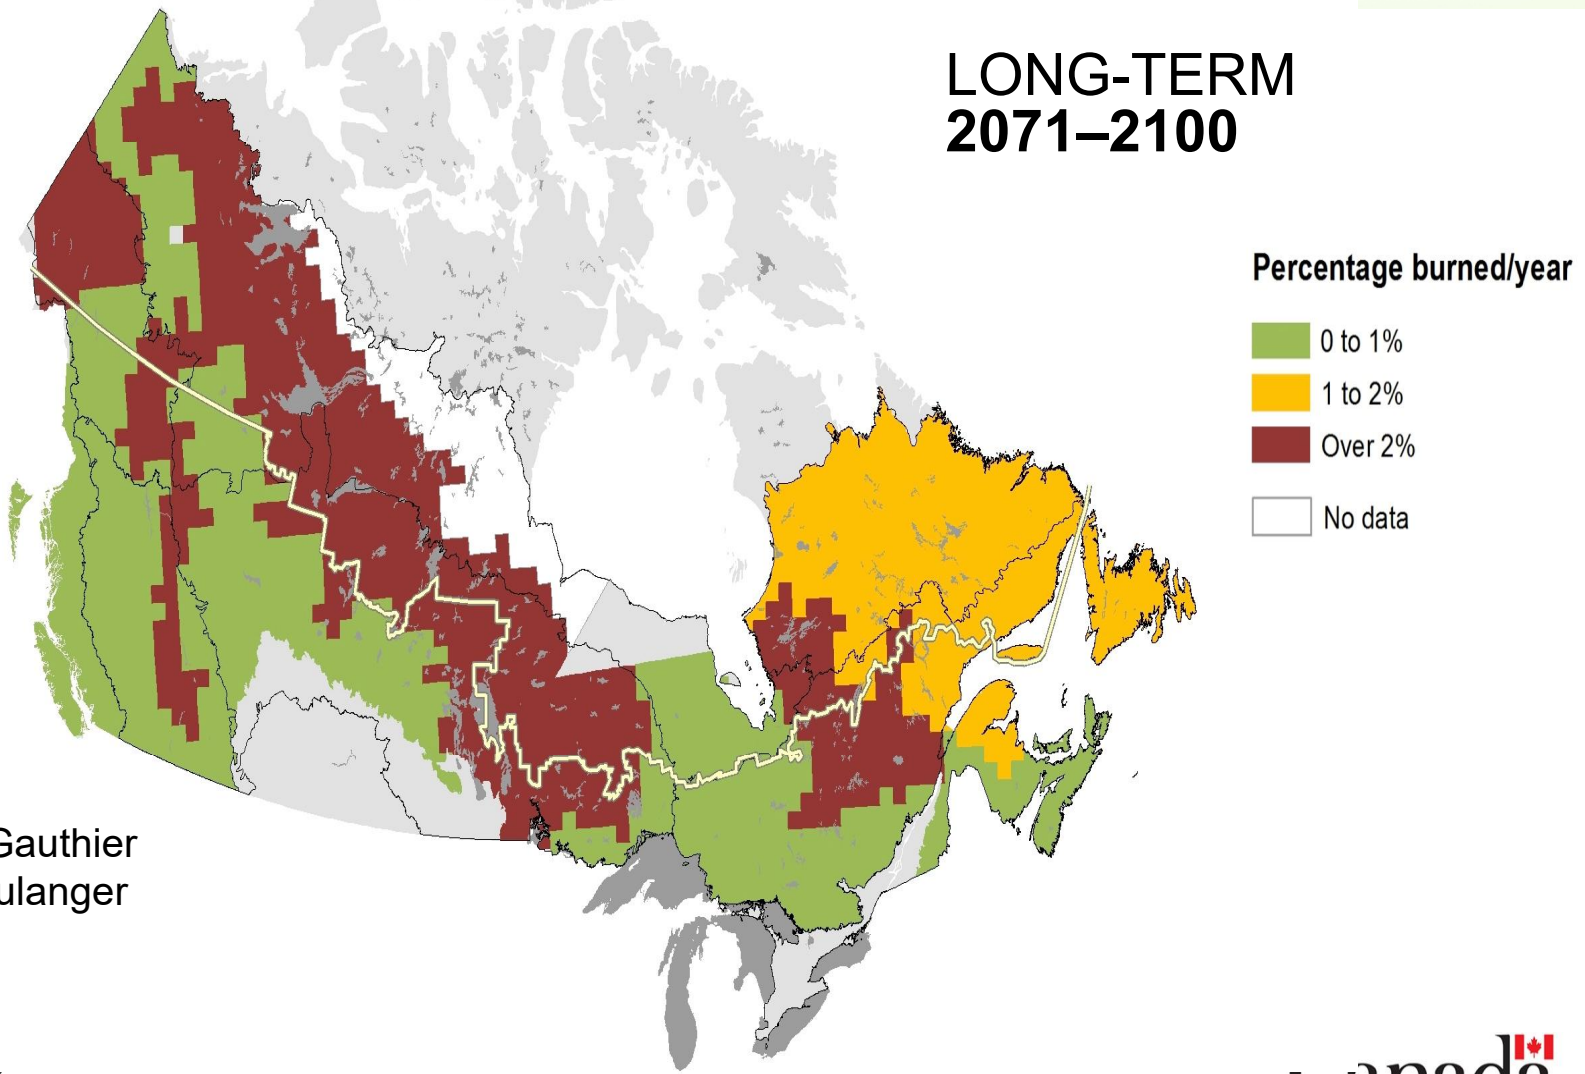 LONG-TERM
2071–2100
Percentage burned/year
0 to 1%
1 to 2%
Over 2%
No data
Gauthier
ulanger